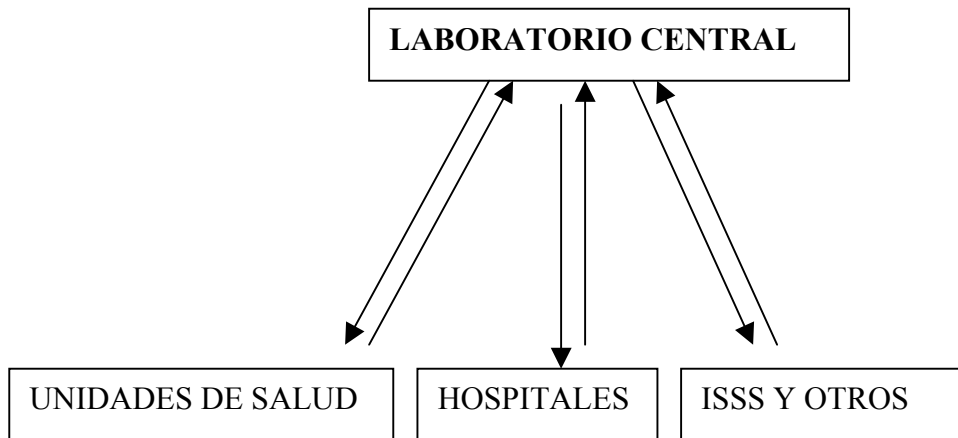 LABORATORIO CENTRAL
UNIDADES DE SALUD
HOSPITALES
ISSS Y OTROS